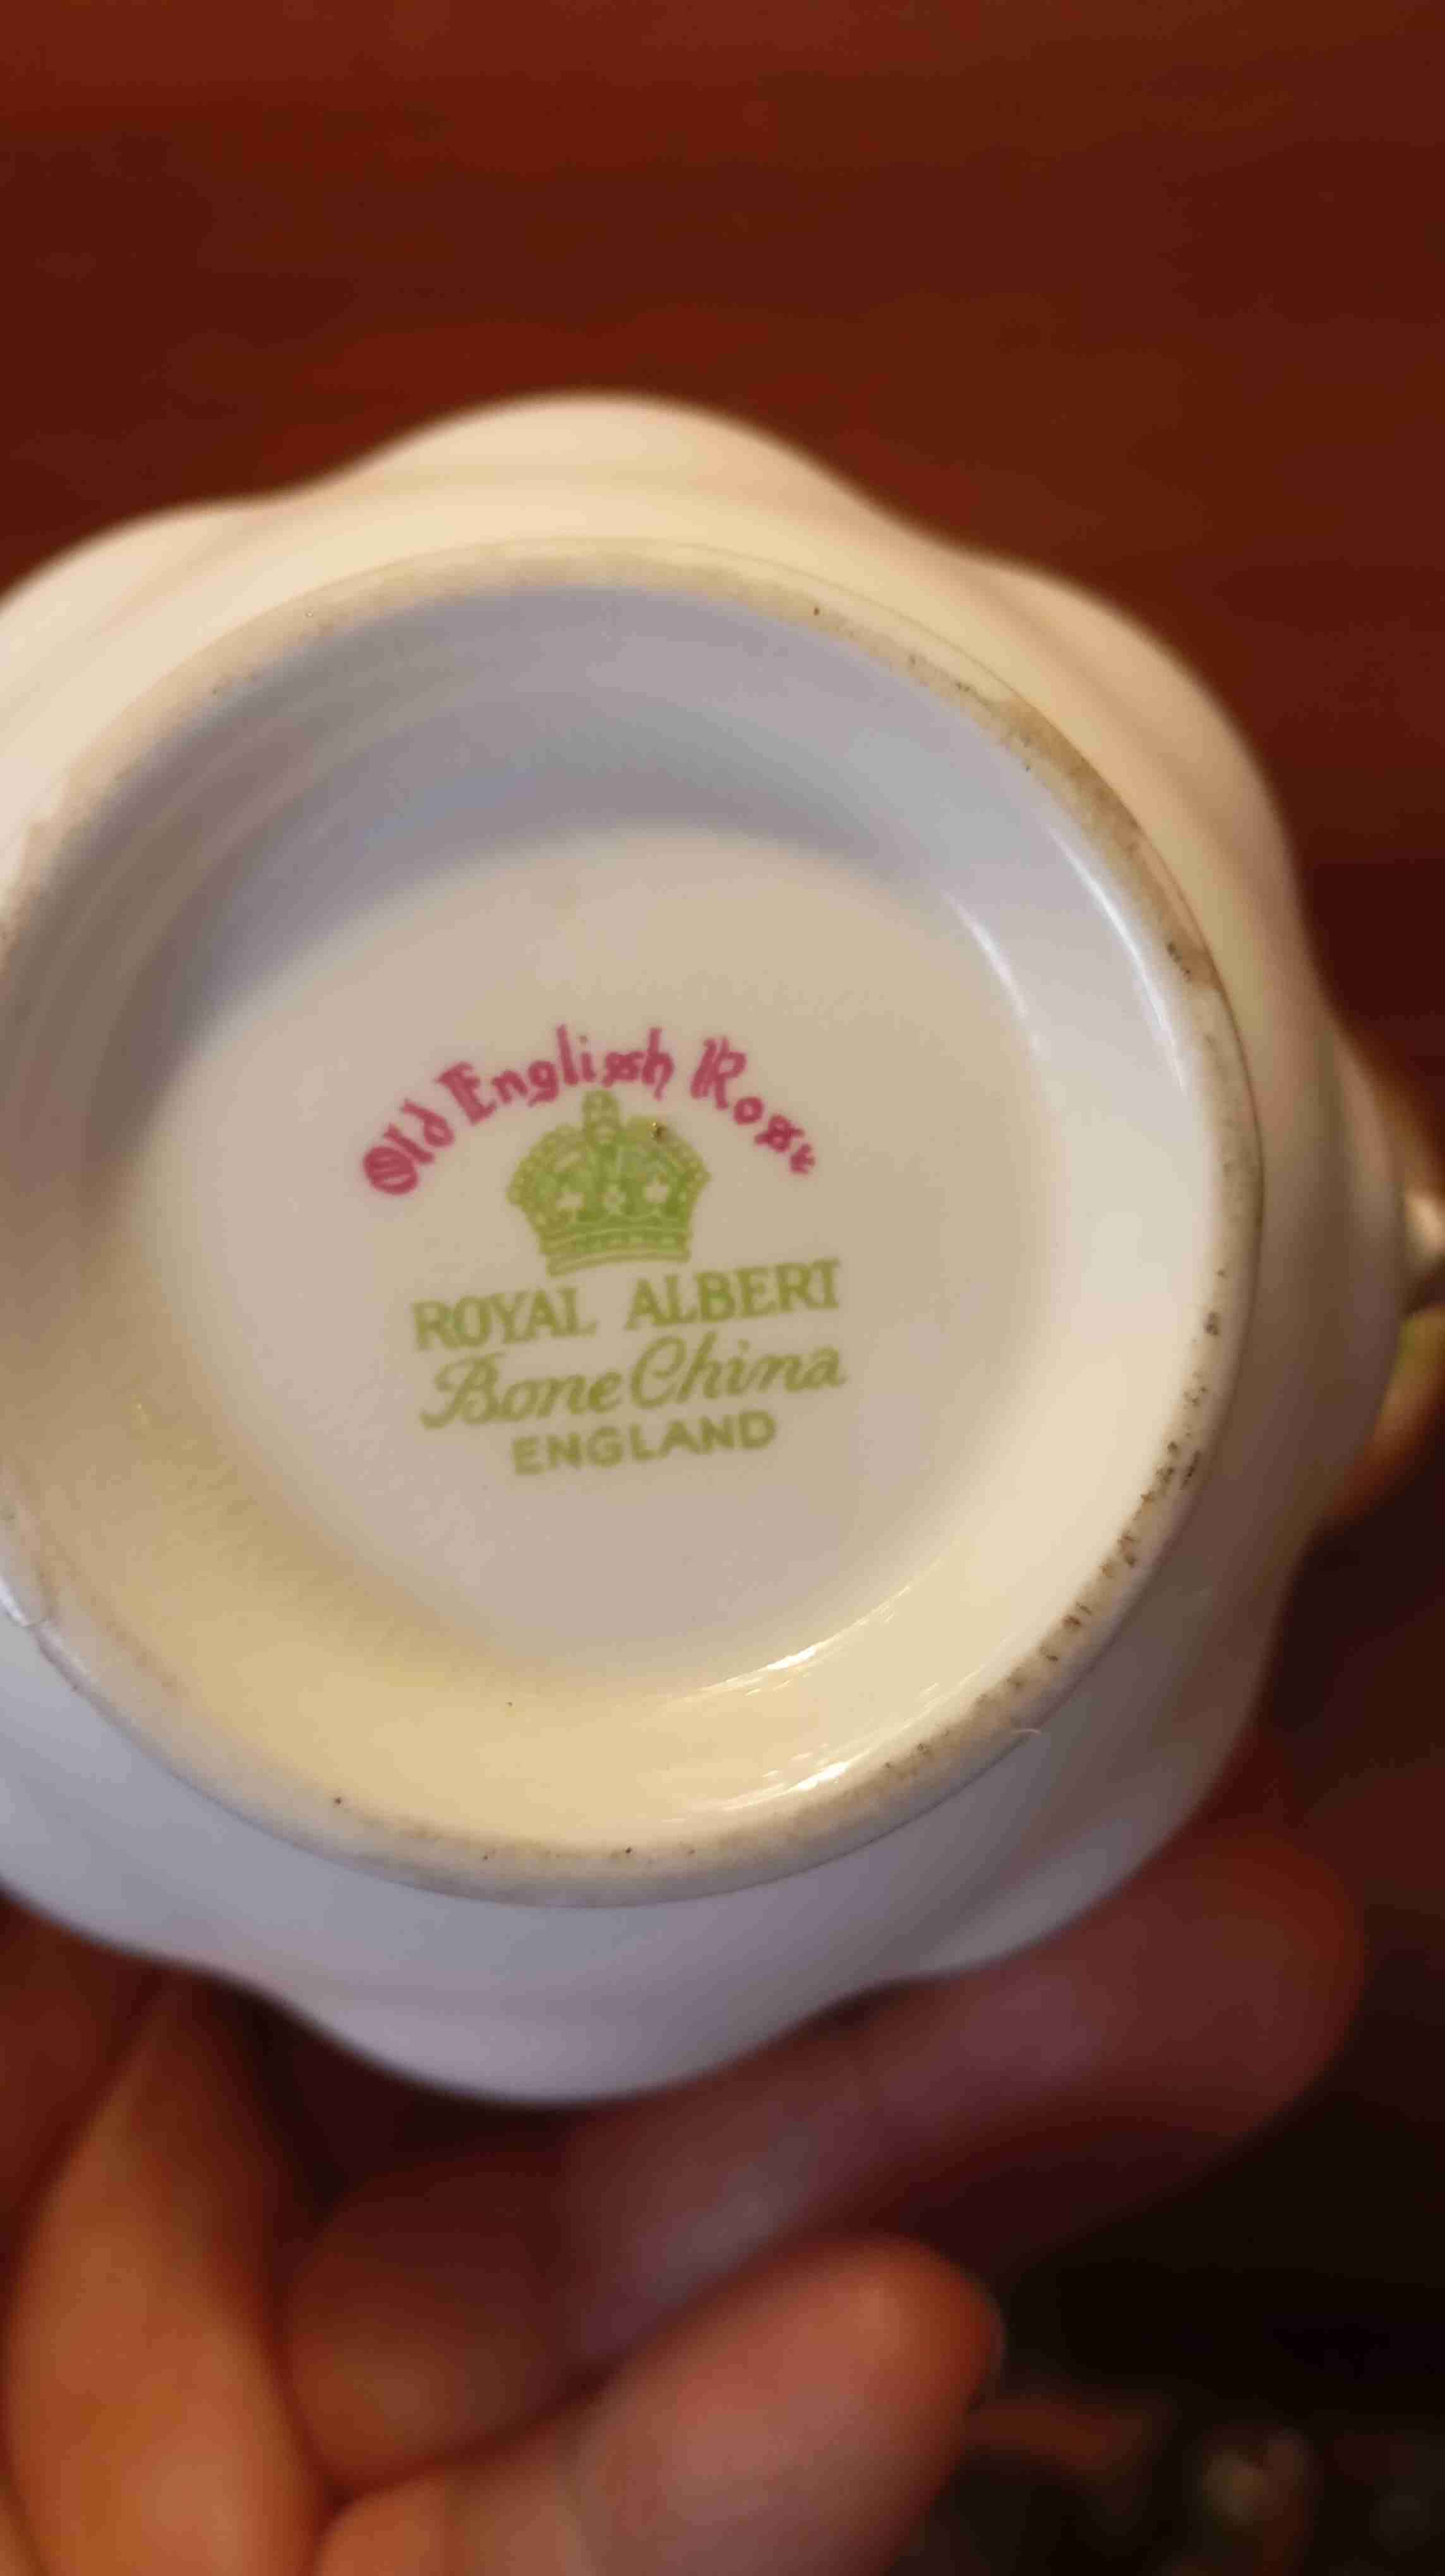 Old English Rose
ROYAL ALBERT
Bone China
ENGLAND